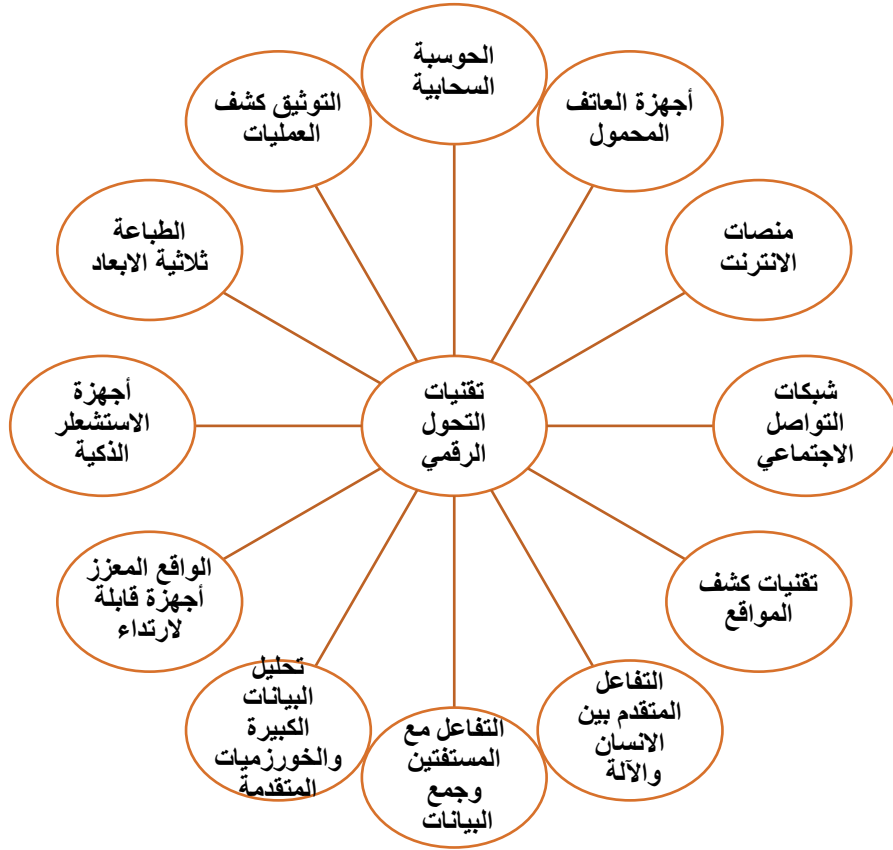 الحوسبة
السحابية
أجهزة العاتف
المحمول
منصات
الانترنت
شبكات
التواصل
الاجتماعي
تقنيات كشف
المواقع
التفاعل
المتقدم بين
الانسان
والآلة
التفاعل مع
المستفتين
وجمع
البيانات
تحليل
البيانات
الكبيرة
والخورزميات
المتقدمة
الواقع المعزز
أجهزة قابلة
لارتداء
أجهزة
الاستشعلر
الذكية
الطباعة
ثلاثية الابعاد
التوثيق كشف
العمليات
تقنيات
التحول
الرقمي